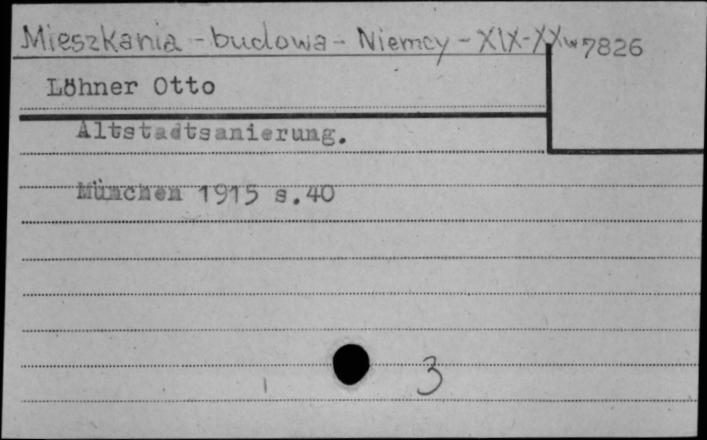 Mieszkania - budowa - Niemcy - XIX-XXw 7826
Löhner Otto
Altstadtsanierung.
München 1915 s.40
3